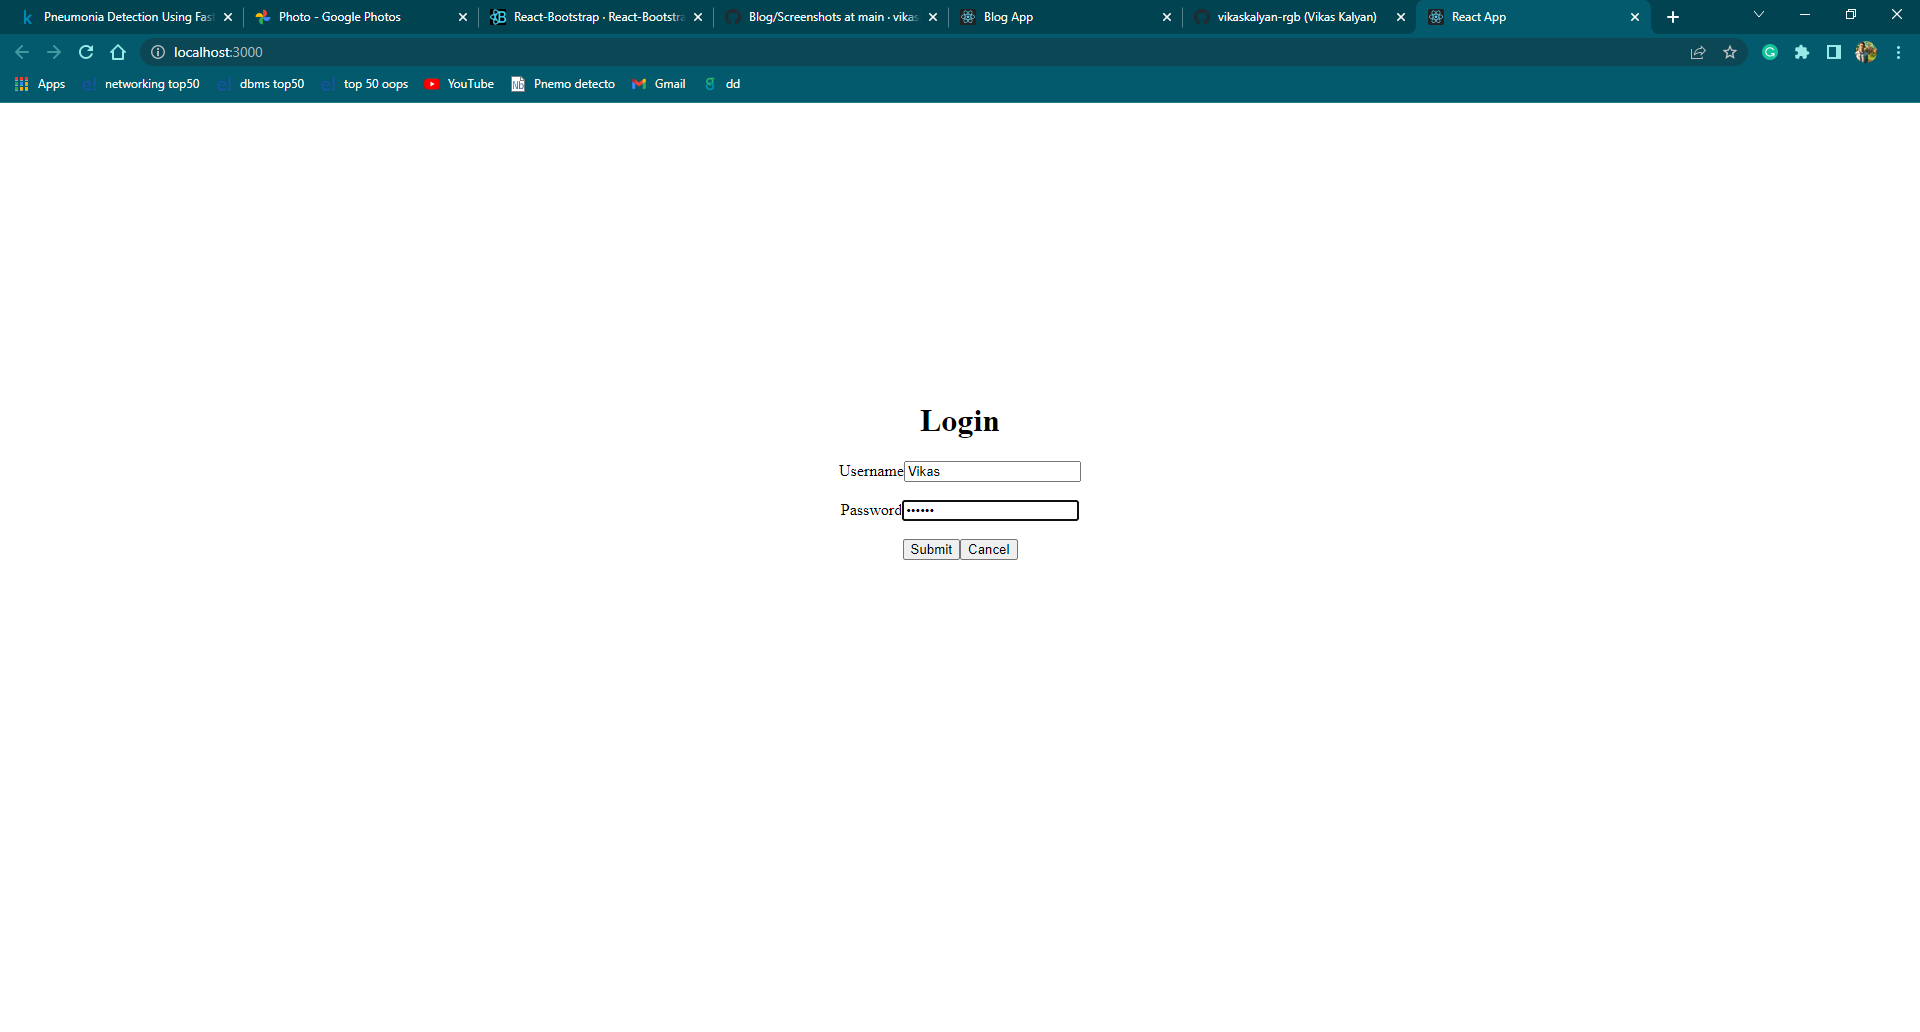 Pneumonia Detection Using Fas
Photo - Google Photos
React-Bootstrap · React-Bootstra
Blog/Screenshots at main · vikas
Blog App
vikaskalyan-rgb (Vikas Kalyan)
React App
localhost:3000
Apps
networking top50
dbms top50
top 50 oops
YouTube
Pnemo detecto
Gmail
dd
Login
Username Vikas
Password ••••••
Submit Cancel